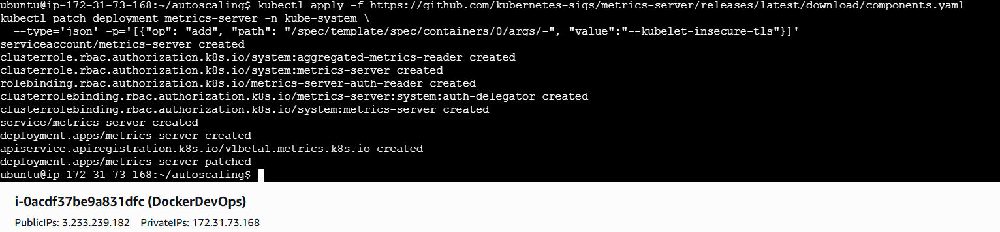 ubuntu@ip-172-31-73-168:~/autoscaling$ kubectl apply -f https://github.com/kubernetes-sigs/metrics-server/releases/latest/download/components.yaml
kubectl patch deployment metrics-server -n kube-system \
  --type='json' -p='[{"op": "add", "path": "/spec/template/spec/containers/0/args/-", "value":"--kubelet-insecure-tls"}]'
serviceaccount/metrics-server created
clusterrole.rbac.authorization.k8s.io/system:aggregated-metrics-reader created
clusterrole.rbac.authorization.k8s.io/system:metrics-server created
rolebinding.rbac.authorization.k8s.io/metrics-server-auth-reader created
clusterrolebinding.rbac.authorization.k8s.io/metrics-server:system:auth-delegator created
clusterrolebinding.rbac.authorization.k8s.io/system:metrics-server created
service/metrics-server created
deployment.apps/metrics-server created
apiservice.apiregistration.k8s.io/v1beta1.metrics.k8s.io created
deployment.apps/metrics-server patched
ubuntu@ip-172-31-73-168:~/autoscaling$
i-0acdf37be9a831dfc (DockerDevOps)
PublicIPs: 3.233.239.182    PrivateIPs: 172.31.73.168